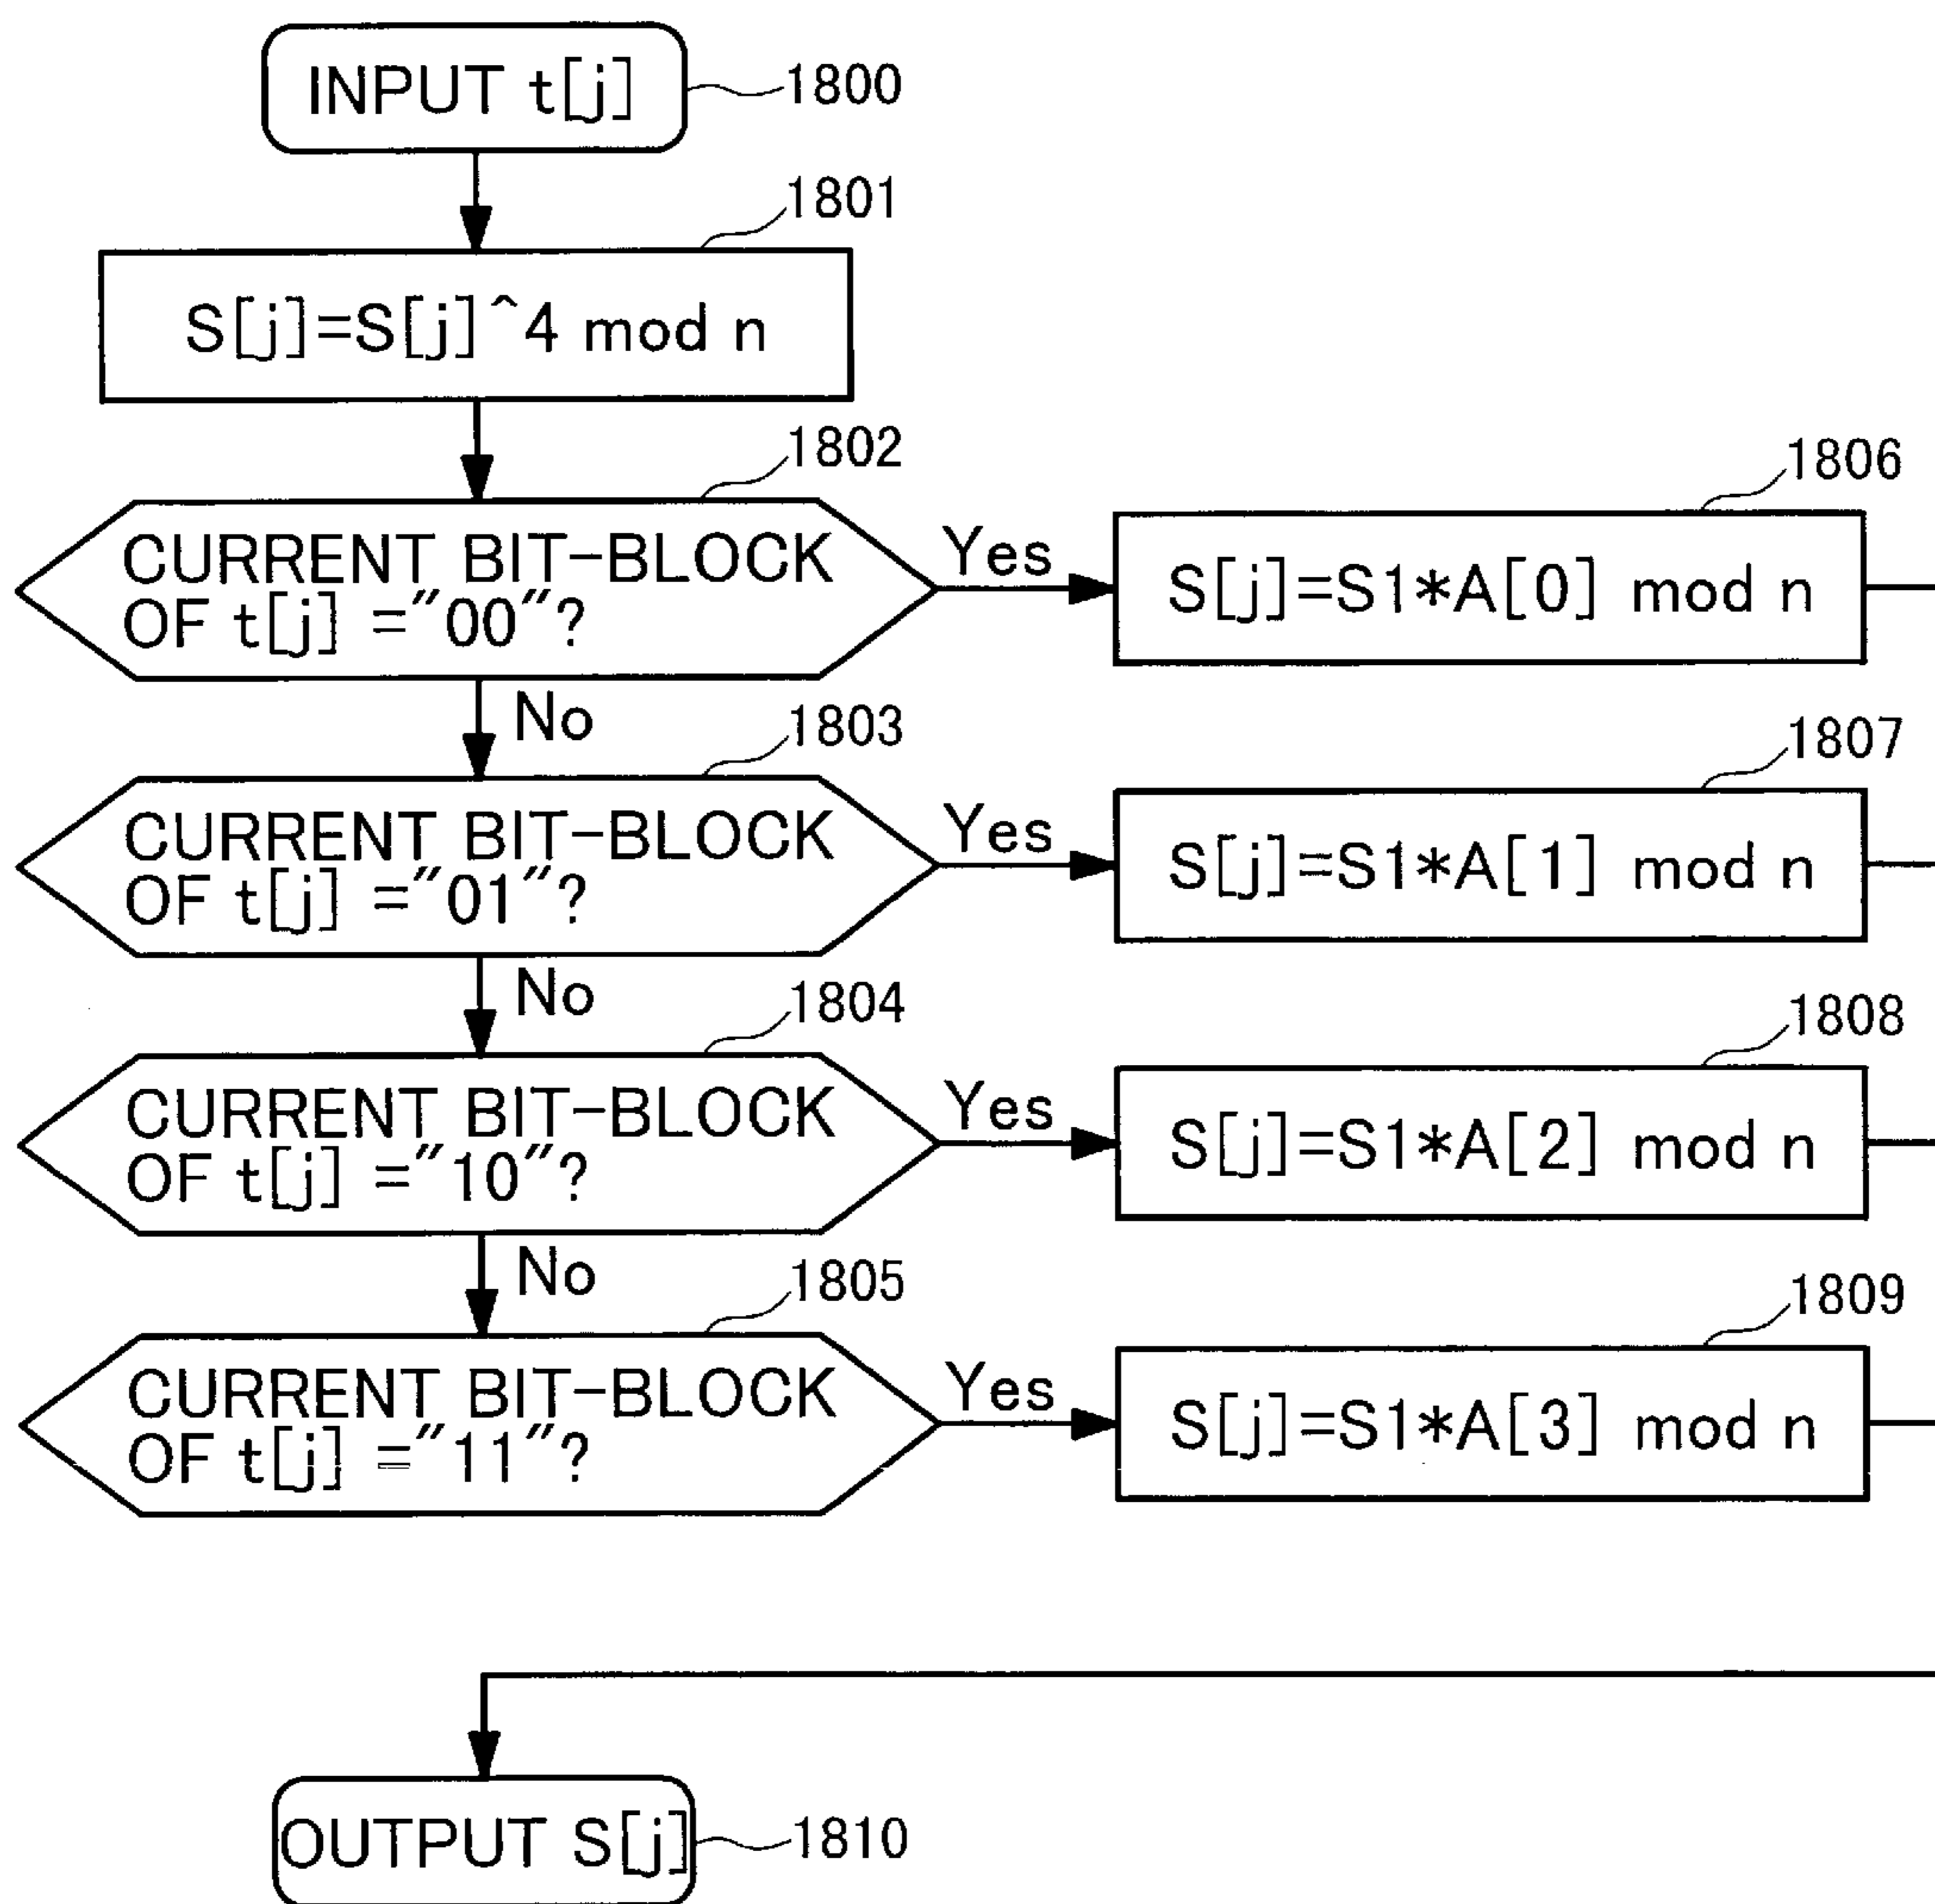 INPUT t[j]
1800
1801
S[j]=S[j]^4 mod n
1802
CURRENT BIT-BLOCK
OF t[j] ="00"?
Yes
1806
S[j]=S1*A[0] mod n
No
1803
CURRENT BIT-BLOCK
OF t[j] ="01"?
Yes
1807
S[j]=S1*A[1] mod n
No
1804
CURRENT BIT-BLOCK
OF t[j] ="10"?
Yes
1808
S[j]=S1*A[2] mod n
No
1805
CURRENT BIT-BLOCK
OF t[j] ="11"?
Yes
1809
S[j]=S1*A[3] mod n
OUTPUT S[j]
1810